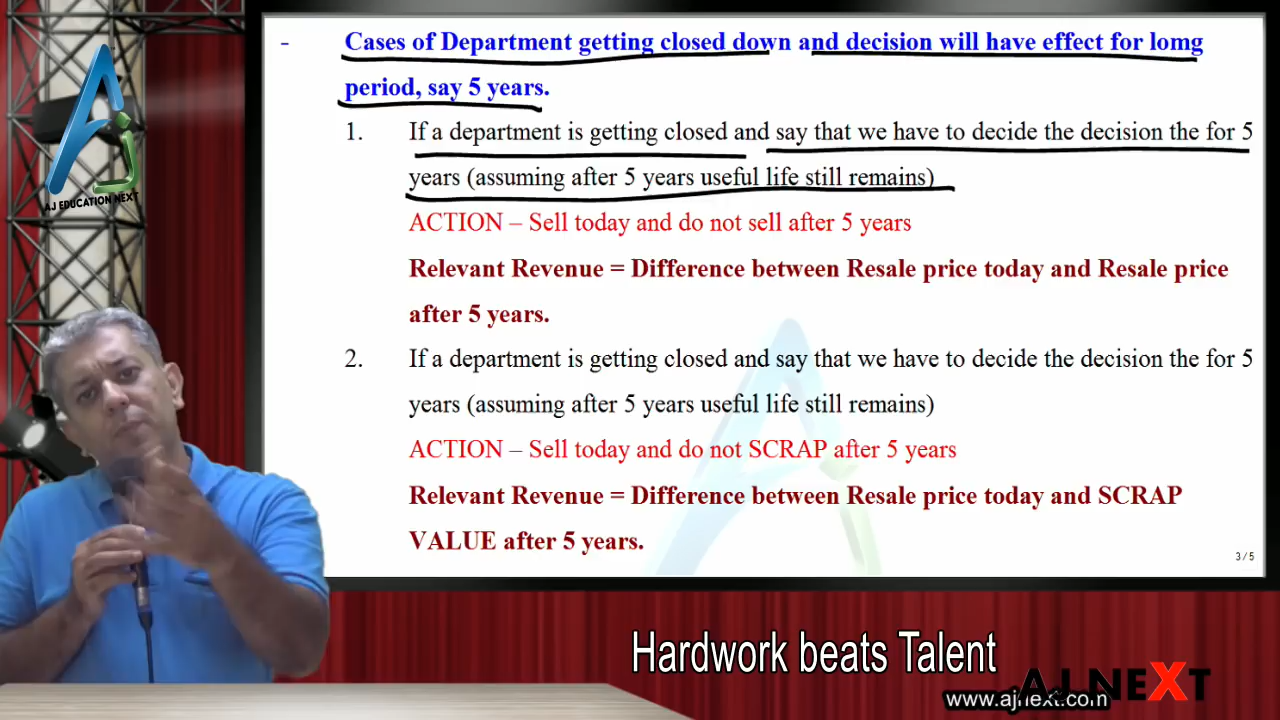 - Cases of Department getting closed down and decision will have effect for lomg
period, say 5 years.
1. If a department is getting closed and say that we have to decide the decision the for 5
years (assuming after 5 years useful life still remains)
ACTION – Sell today and do not sell after 5 years
Relevant Revenue = Difference between Resale price today and Resale price
after 5 years.
2. If a department is getting closed and say that we have to decide the decision the for 5
years (assuming after 5 years useful life still remains)
ACTION – Sell today and do not SCRAP after 5 years
Relevant Revenue = Difference between Resale price today and SCRAP
VALUE after 5 years.
3/5
AJ EDUCATION NEXT
Hardwork beats Talent
AJ NEXT
www.ajnext.com